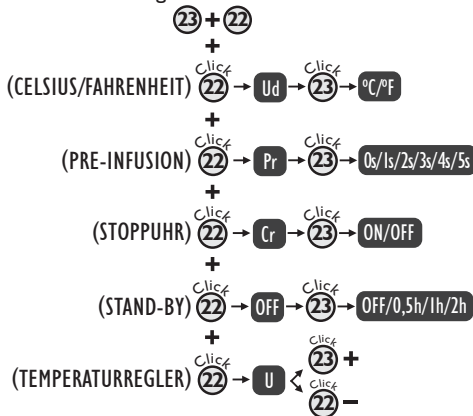 23 + 22
+
(CELSIUS/FAHRENHEIT) Click 22 → Ud → Click 23 → ºC/ºF
+
(PRE-INFUSION) Click 22 → Pr → Click 23 → 0s/1s/2s/3s/4s/5s
+
(STOPPUHR) Click 22 → Cr → Click 23 → ON/OFF
+
(STAND-BY) Click 22 → OFF → Click 23 → OFF/0,5h/1h/2h
+
Click 23 +
(TEMPERATURREGLER) Click 22 → U
Click 22 −